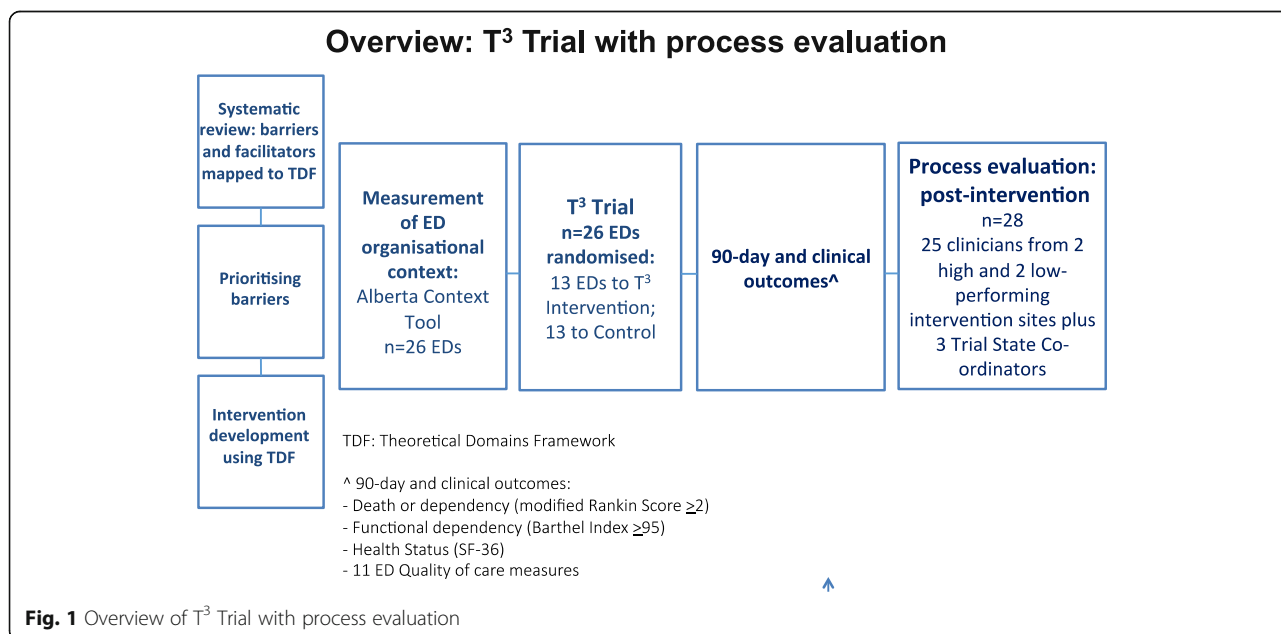 Overview: T³ Trial with process evaluation
Systematic
review: barriers
and facilitators
mapped to TDF
Prioritising
barriers
Intervention
development
using TDF
Measurement
of ED
organisational
context:
Alberta Context
Tool
n=26 EDs
T³ Trial
n=26 EDs
randomised:
13 EDs to T³
Intervention;
13 to Control
90-day and clinical
outcomes^
Process evaluation:
post-intervention
n=28
25 clinicians from 2
high and 2 low-
performing
intervention sites plus
3 Trial State Co-
ordinators
TDF: Theoretical Domains Framework
^ 90-day and clinical outcomes:
- Death or dependency (modified Rankin Score ≥2)
- Functional dependency (Barthel Index ≥95)
- Health Status (SF-36)
- 11 ED Quality of care measures
Fig. 1 Overview of T³ Trial with process evaluation